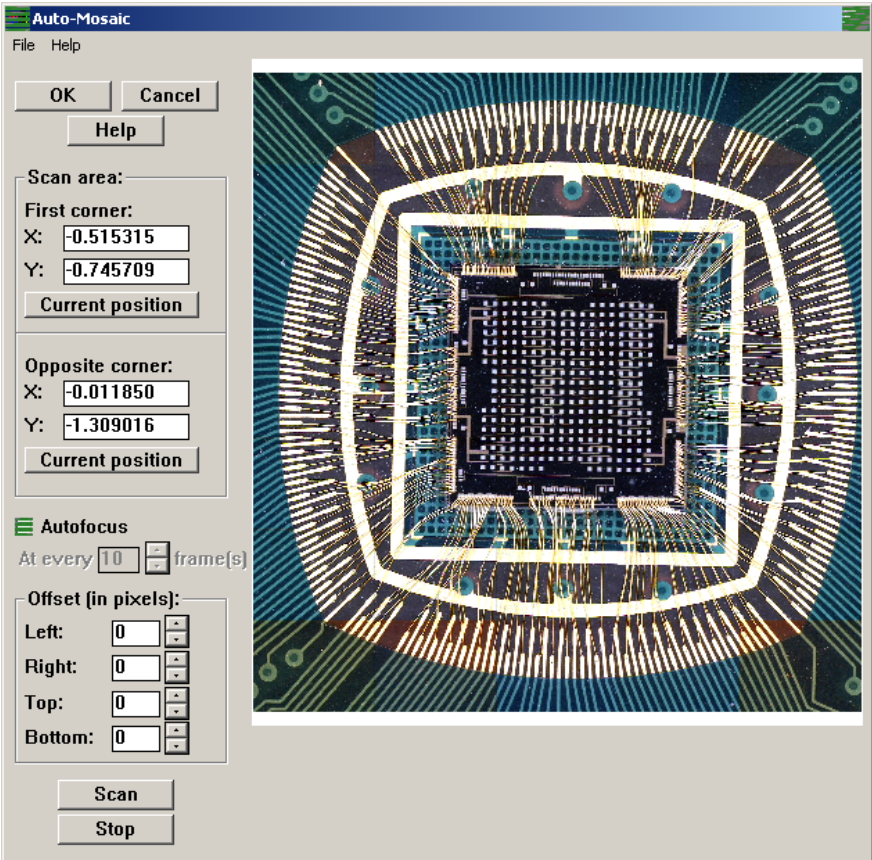 Auto-Mosaic
File Help
OK Cancel
Help
Scan area:
First corner:
X: -0.515315
Y: -0.745709
Current position
Opposite corner:
X: -0.011850
Y: -1.309016
Current position
Autofocus
At every 10 frame(s)
Offset (in pixels):
Left: 0
Right: 0
Top: 0
Bottom: 0
Scan
Stop